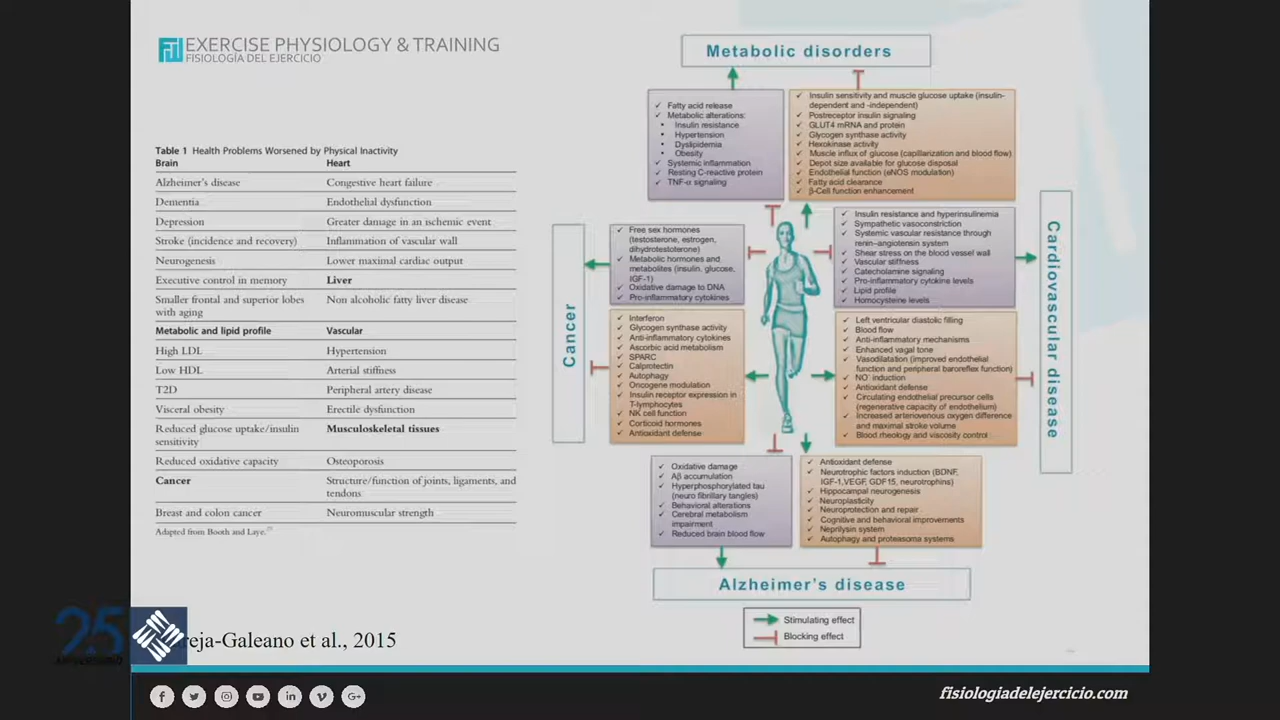 EXERCISE PHYSIOLOGY & TRAINING
FISIOLOGÍA DEL EJERCICIO
Table 1 Health Problems Worsened by Physical Inactivity
Brain
Heart
Alzheimer's disease
Congestive heart failure
Dementia
Endothelial dysfunction
Depression
Greater damage in an ischemic event
Stroke (incidence and recovery)
Inflammation of vascular wall
Neurogenesis
Lower maximal cardiac output
Executive control in memory
Liver
Smaller frontal and superior lobes
with aging
Non alcoholic fatty liver disease
Metabolic and lipid profile
Vascular
High LDL
Hypertension
Low HDL
Arterial stiffness
T2D
Peripheral artery disease
Visceral obesity
Erectile dysfunction
Reduced glucose uptake/insulin
sensitivity
Musculoskeletal tissues
Reduced oxidative capacity
Osteoporosis
Cancer
Structure/function of joints, ligaments, and
tendons
Breast and colon cancer
Neuromuscular strength
Adapted from Booth and Laye.
Metabolic disorders
Fatty acid release
Metabolic alterations:
Insulin resistance
Hypertension
Dyslipidemia
Obesity
Systemic inflammation
Resting C-reactive protein
TNF-α signaling
Insulin sensitivity and muscle glucose uptake (insulin-
dependent and -independent)
Postreceptor insulin signaling
GLUT4 mRNA and protein
Glycogen synthase activity
Hexokinase activity
Muscle influx of glucose (capillarization and blood flow)
Depot size available for glucose disposal
Endothelial function (eNOS modulation)
Fatty acid clearance
β-Cell function enhancement
Cancer
Free sex hormones
(testosterone, estrogen,
dihydrotestoterone)
Metabolic hormones and
metabolites (insulin, glucose,
IGF-1)
Oxidative damage to DNA
Pro-inflammatory cytokines
Interferon
Glycogen synthase activity
Anti-inflammatory cytokines
Ascorbic acid metabolism
SPARC
Calprotectin
Autophagy
Oncogene modulation
Insulin receptor expression in
T-lymphocytes
NK cell function
Corticoid hormones
Antioxidant defense
Insulin resistance and hyperinsulinemia
Sympathetic vasoconstriction
Systemic vascular resistance through
renin–angiotensin system
Shear stress on the blood vessel wall
Vascular stiffness
Catecholamine signaling
Pro-inflammatory cytokine levels
Lipid profile
Homocysteine levels
Left ventricular diastolic filling
Blood flow
Anti-inflammatory mechanisms
Enhanced vagal tone
Vasodilatation (improved endothelial
function and peripheral baroreflex function)
NO induction
Antioxidant defense
Circulating endothelial precursor cells
(regenerative capacity of endothelium)
Increased artenovenous oxygen difference
and maximal stroke volume
Blood rheology and viscosity control
Cardiovascular disease
Oxidative damage
Aβ accumulation
Hyperphosphorylated tau
(neuro fibrillary tangles)
Behavioral alterations
Cerebral metabolism
impairment
Reduced brain blood flow
Antioxidant defense
Neurotrophic factors induction (BDNF,
IGF-1,VEGF, GDF15, neurotrophins)
Hippocampal neurogenesis
Neuroplasticity
Neuroprotection and repair
Cognitive and behavioral improvements
Neprilysin system
Autophagy and proteasoma systems
Alzheimer's disease
Stimulating effect
Blocking effect
25
ANIVERSARIO
reja-Galeano et al., 2015
fisiologiadelejercicio.com